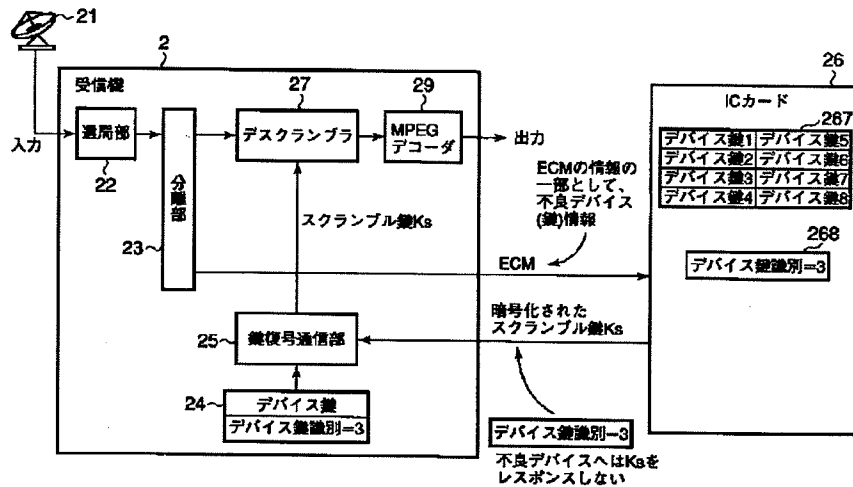 21
2
受信機
入力
選局部
22
分離部
23
27
デスクランブラ
29
MPEG
デコーダ
出力
スクランブル鍵Ks
ECMの情報の
一部として、
不良デバイス
(鍵)情報
ECM
25
鍵復号通信部
暗号化された
スクランブル鍵Ks
24
デバイス鍵
デバイス鍵識別=3
デバイス鍵識別=3
不良デバイスへはKsを
レスポンスしない
26
ICカード
267
デバイス鍵1 デバイス鍵5
デバイス鍵2 デバイス鍵6
デバイス鍵3 デバイス鍵7
デバイス鍵4 デバイス鍵8
268
デバイス鍵識別=3